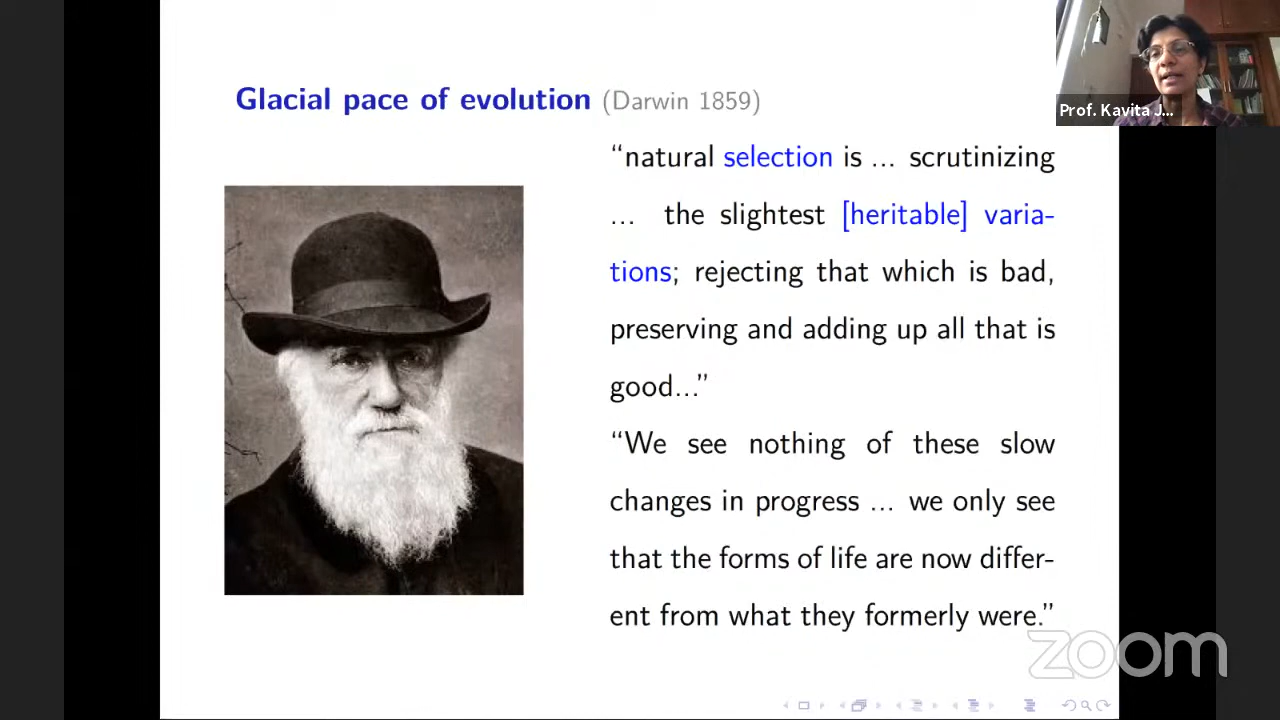 Glacial pace of evolution (Darwin 1859)
Prof. Kavita J...
“natural selection is ... scrutinizing
... the slightest [heritable] varia-
tions; rejecting that which is bad,
preserving and adding up all that is
good...”
“We see nothing of these slow
changes in progress ... we only see
that the forms of life are now differ-
ent from what they formerly were.”
zoom